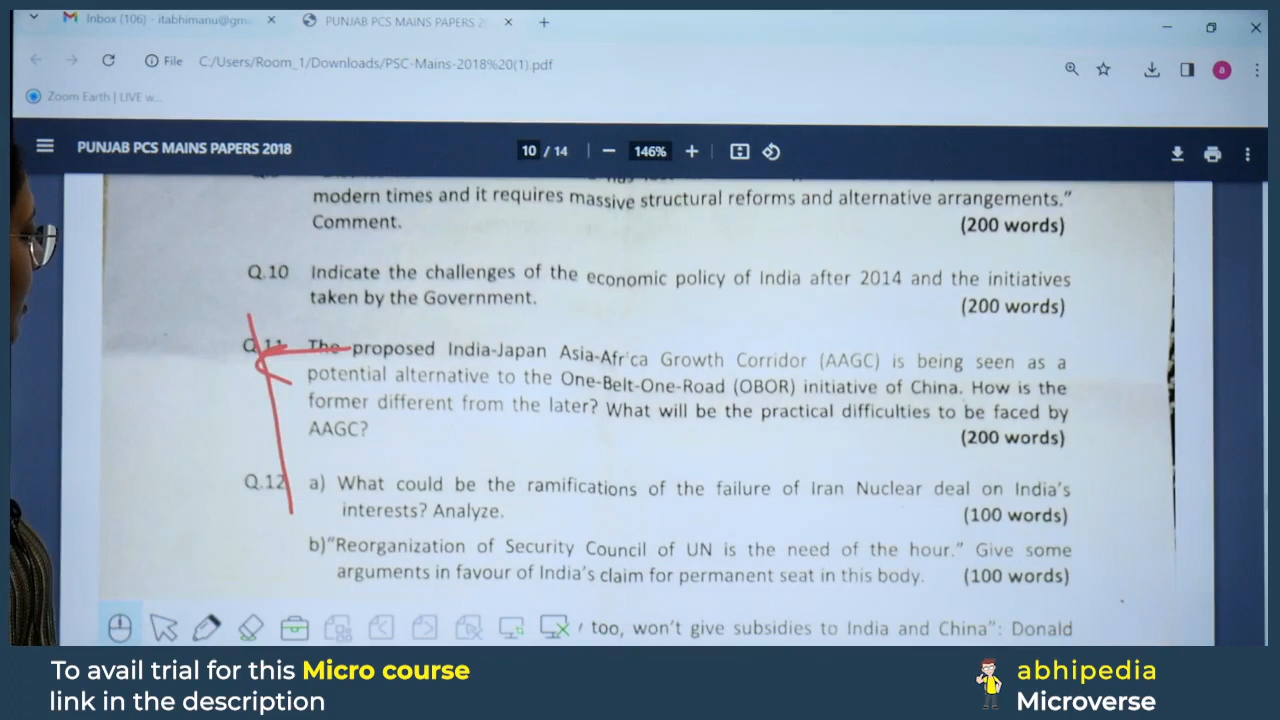 Inbox (106) - itabhimanu@gm
PUNJAB PCS MAINS PAPERS 2
File C:/Users/Room_1/Downloads/PSC-Mains-2018%20(1).pdf
a
Zoom Earth | LIVE w...
PUNJAB PCS MAINS PAPERS 2018
10 / 14
146%
modern times and it requires massive structural reforms and alternative arrangements.”
Comment. (200 words)
Q.10 Indicate the challenges of the economic policy of India after 2014 and the initiatives
taken by the Government. (200 words)
Q.11 The proposed India-Japan Asia-Africa Growth Corridor (AAGC) is being seen as a
potential alternative to the One-Belt-One-Road (OBOR) initiative of China. How is the
former different from the later? What will be the practical difficulties to be faced by
AAGC? (200 words)
Q.12 a) What could be the ramifications of the failure of Iran Nuclear deal on India’s
interests? Analyze. (100 words)
b)“Reorganization of Security Council of UN is the need of the hour.” Give some
arguments in favour of India’s claim for permanent seat in this body. (100 words)
too, won’t give subsidies to India and China”: Donald
To avail trial for this Micro course
link in the description
abhipedia
Microverse